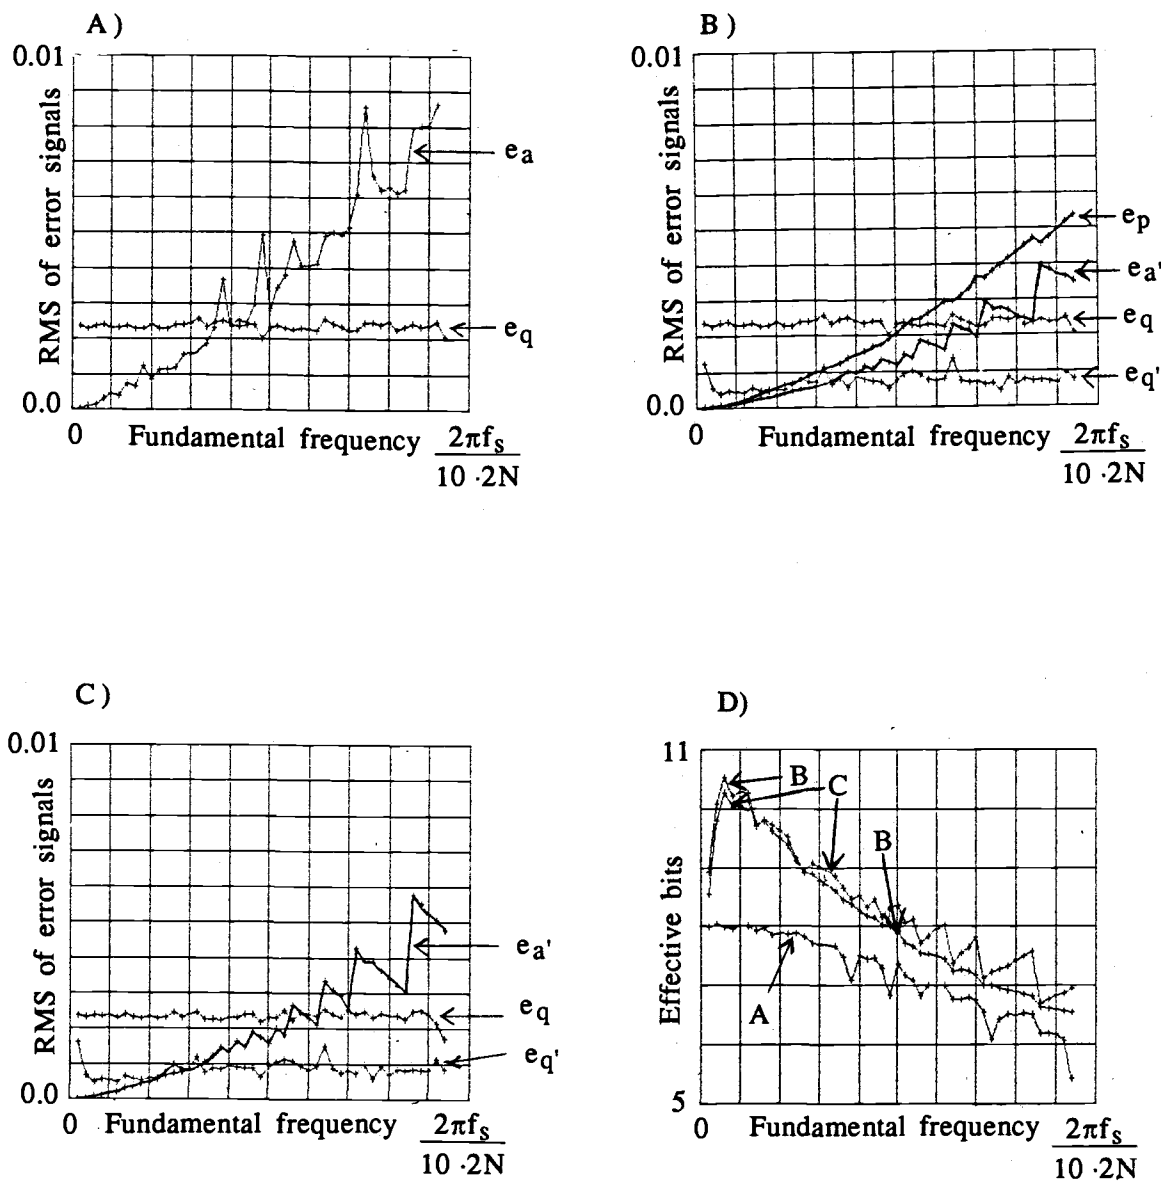 A)
0.01
RMS of error signals
0.0
e_a
e_q
0
Fundamental frequency
2πf_s
10 ·2N
B)
0.01
RMS of error signals
0.0
e_p
e_a'
e_q
e_q'
0
Fundamental frequency
2πf_s
10 ·2N
C)
0.01
RMS of error signals
0.0
e_a'
e_q
e_q'
0
Fundamental frequency
2πf_s
10 ·2N
D)
11
Effective bits
5
B
C
B
A
0
Fundamental frequency
2πf_s
10 ·2N